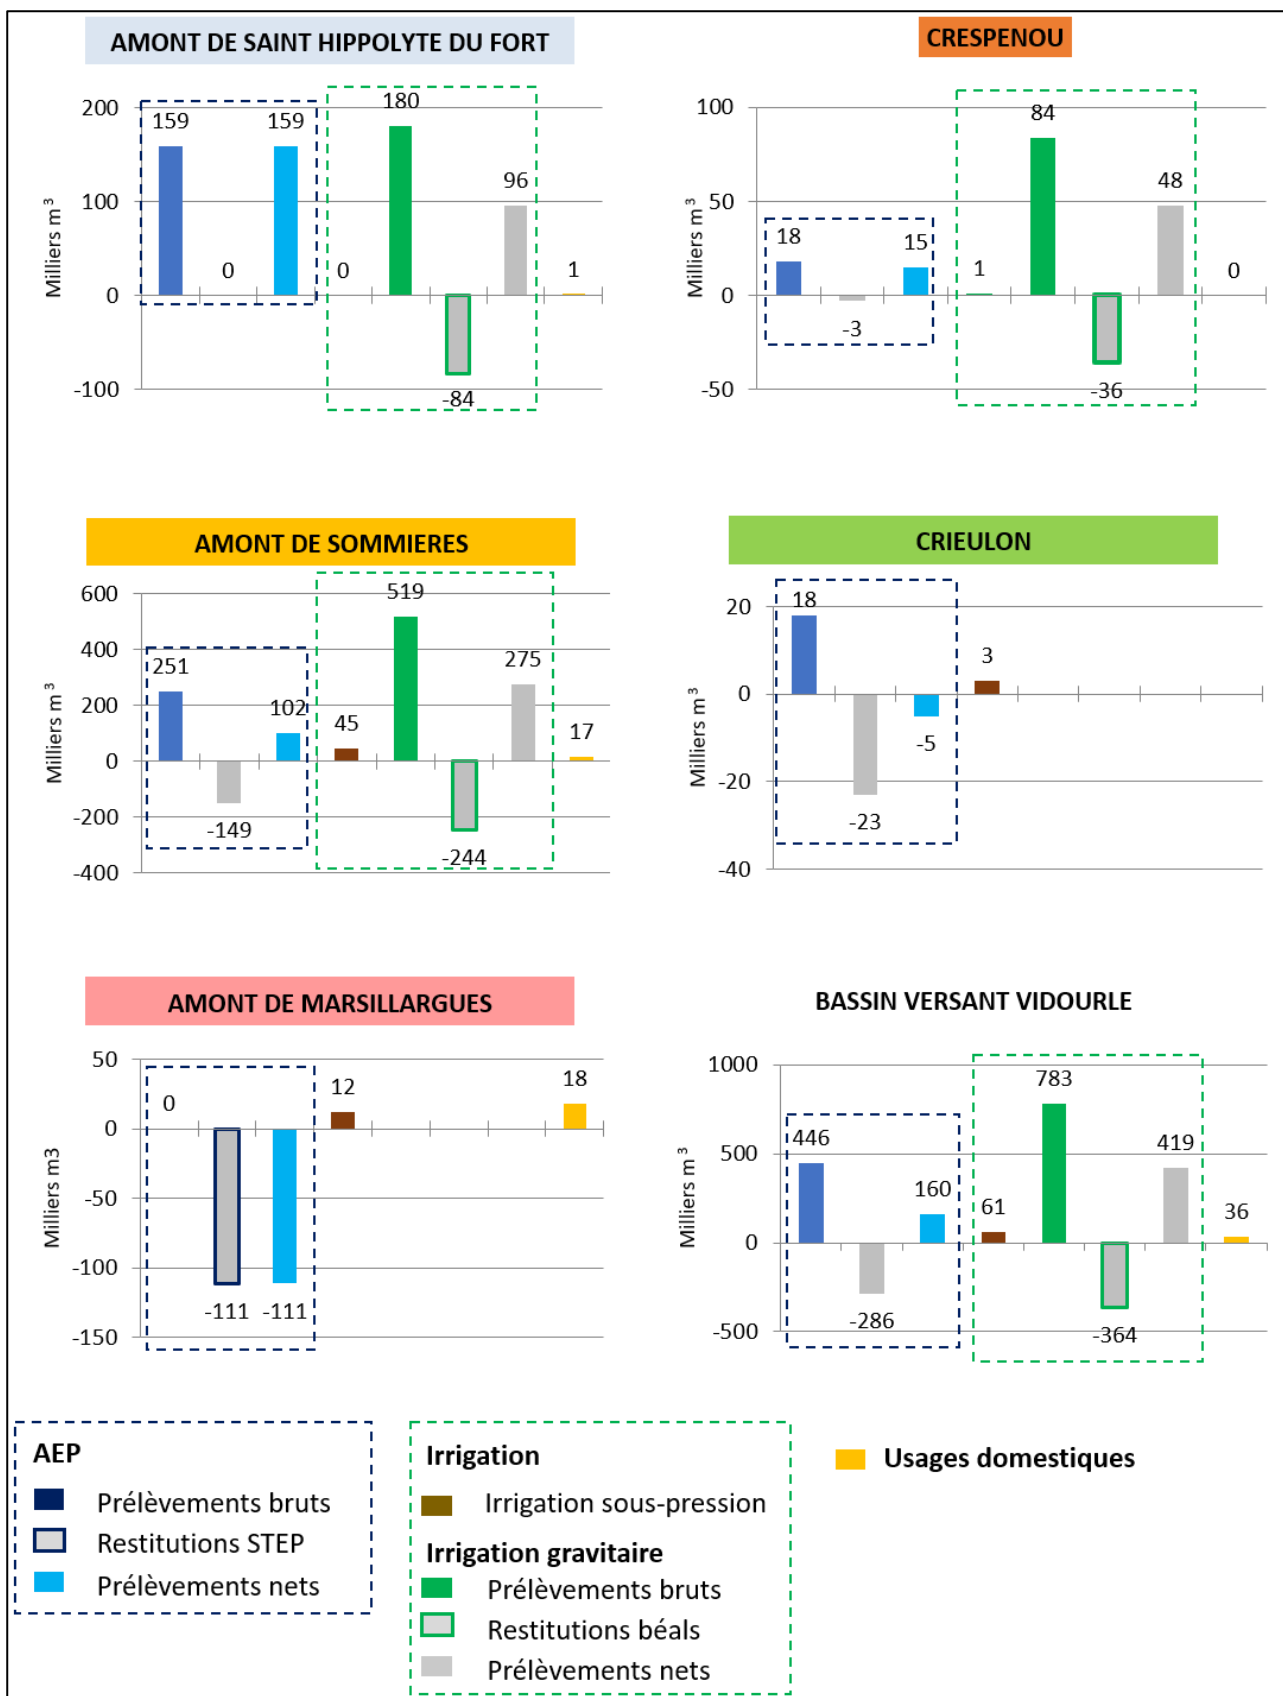 AMONT DE SAINT HIPPOLYTE DU FORT
200
100
0
-100
Milliers m³
159
0
159
0
180
-84
96
1
CRESPENOU
100
50
0
-50
Milliers m³
18
-3
15
1
84
-36
48
0
AMONT DE SOMMIERES
600
400
200
0
-200
-400
Milliers m³
251
-149
102
45
519
-244
275
17
CRIEULON
20
0
-20
-40
Milliers m³
18
-23
-5
3
AMONT DE MARSILLARGUES
50
0
-50
-100
-150
Milliers m3
0
-111
-111
12
18
BASSIN VERSANT VIDOURLE
1000
500
0
-500
Milliers m³
446
-286
160
61
783
-364
419
36
AEP
Prélèvements bruts
Restitutions STEP
Prélèvements nets
Irrigation
Irrigation sous-pression
Irrigation gravitaire
Prélèvements bruts
Restitutions béals
Prélèvements nets
Usages domestiques